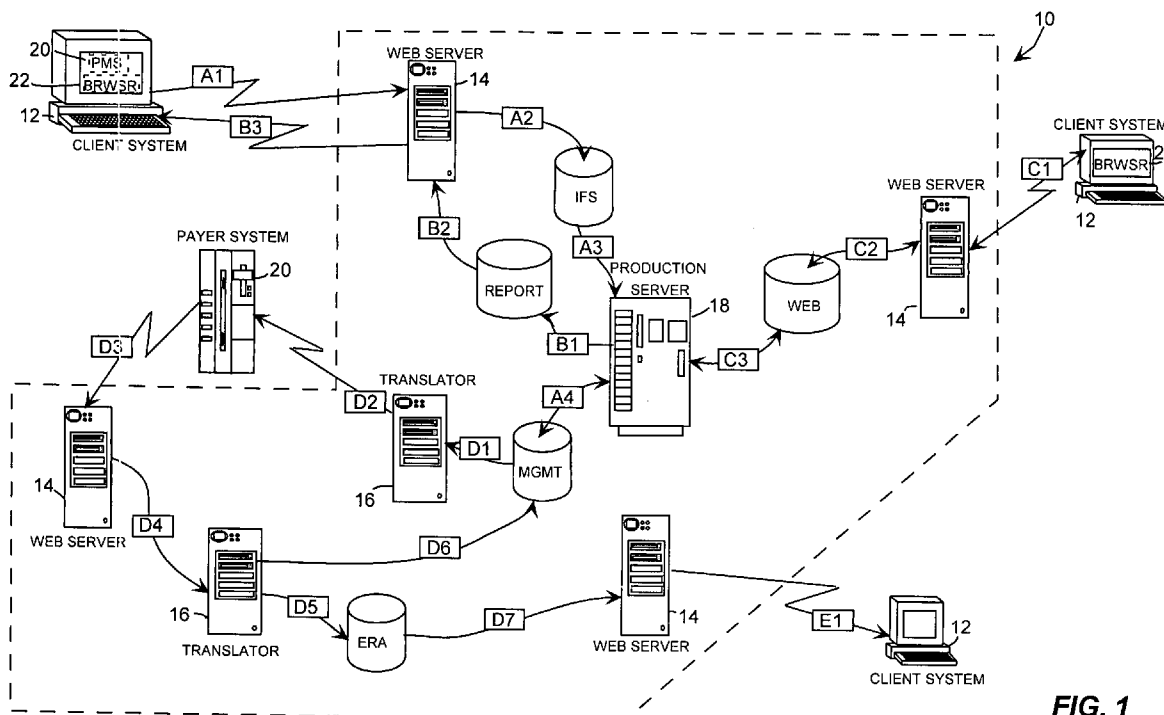 10
20
PMS
22
BRWSR
12
CLIENT SYSTEM
A1
B3
WEB SERVER
14
A2
IFS
A3
B2
REPORT
B1
PRODUCTION
SERVER
18
C3
WEB
C2
WEB SERVER
14
C1
CLIENT SYSTEM
BRWSR
2
12
PAYER SYSTEM
20
D3
D2
TRANSLATOR
16
D1
A4
MGMT
14
WEB SERVER
D4
16
TRANSLATOR
D6
D5
ERA
D7
14
WEB SERVER
E1
12
CLIENT SYSTEM
FIG. 1